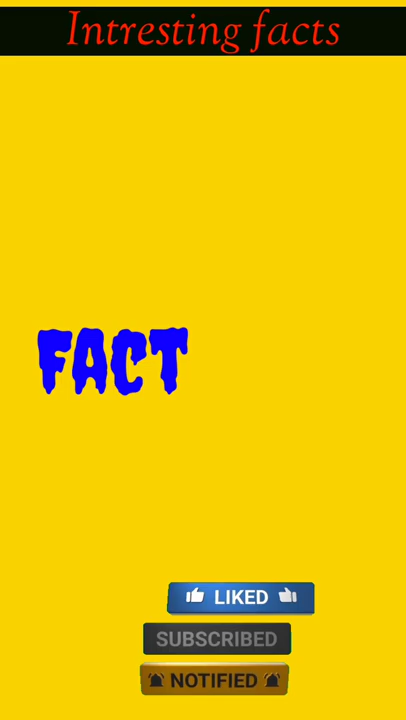 Intresting facts
FACT
LIKED
SUBSCRIBED
NOTIFIED